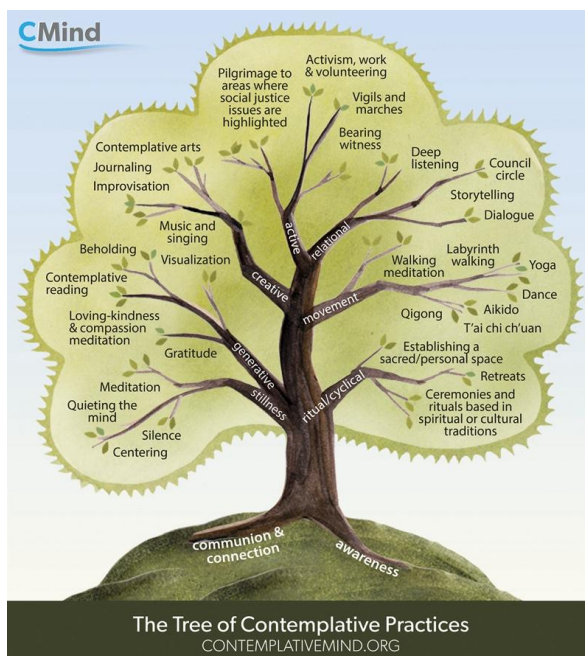 CMind
Activism, work
& volunteering
Pilgrimage to
areas where
social justice
issues are
highlighted
Vigils and
marches
Bearing
witness
Contemplative arts
Journaling
Improvisation
Music and
singing
Deep
listening
Council
circle
Storytelling
Dialogue
active
relational
Beholding
Visualization
Contemplative
reading
Loving-kindness
& compassion
meditation
Gratitude
creative
generative
Walking
meditation
Labyrinth
walking
Yoga
Dance
Aikido
Qigong
T'ai chi ch'uan
movement
Meditation
Quieting the
mind
Silence
Centering
stillness
Establishing a
sacred/personal space
Retreats
Ceremonies and
rituals based in
spiritual or cultural
traditions
ritual/cyclical
communion &
connection
awareness
The Tree of Contemplative Practices
CONTEMPLATIVEMIND.ORG